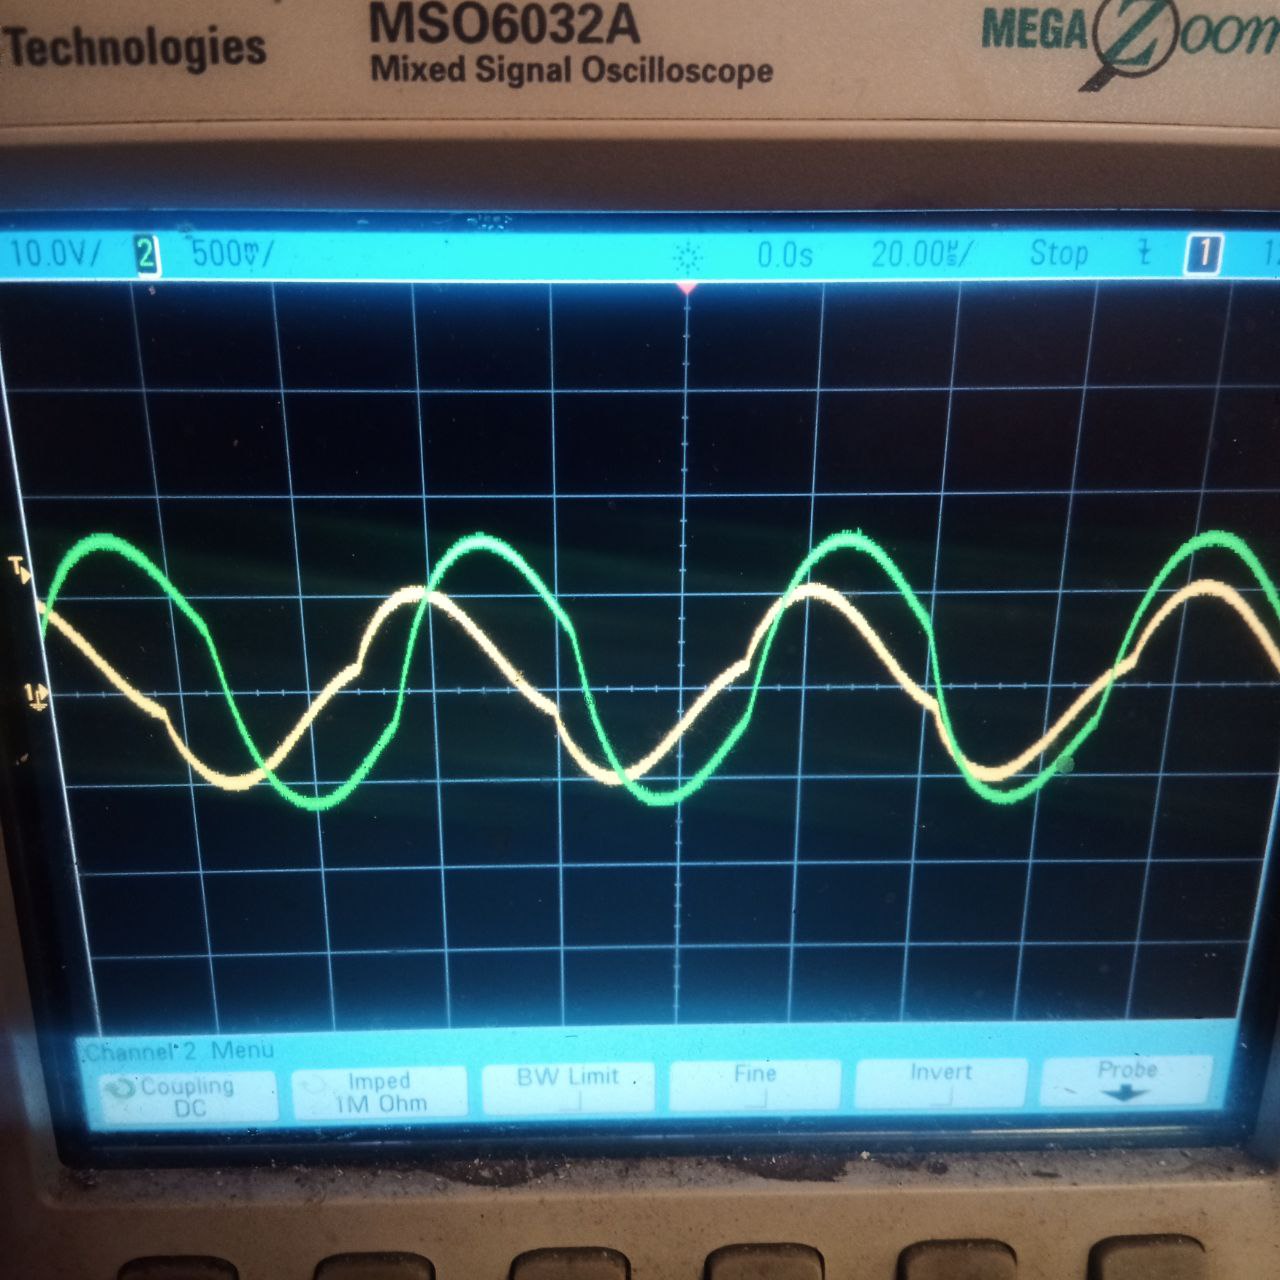 Technologies MSO6032A MEGA Zoom
Mixed Signal Oscilloscope
10.0V/ 2 500mV/ 0.0s 20.00µs/ Stop 1
T
1
Channel 2 Menu
Coupling Imped BW Limit Fine Invert Probe
DC 1M Ohm